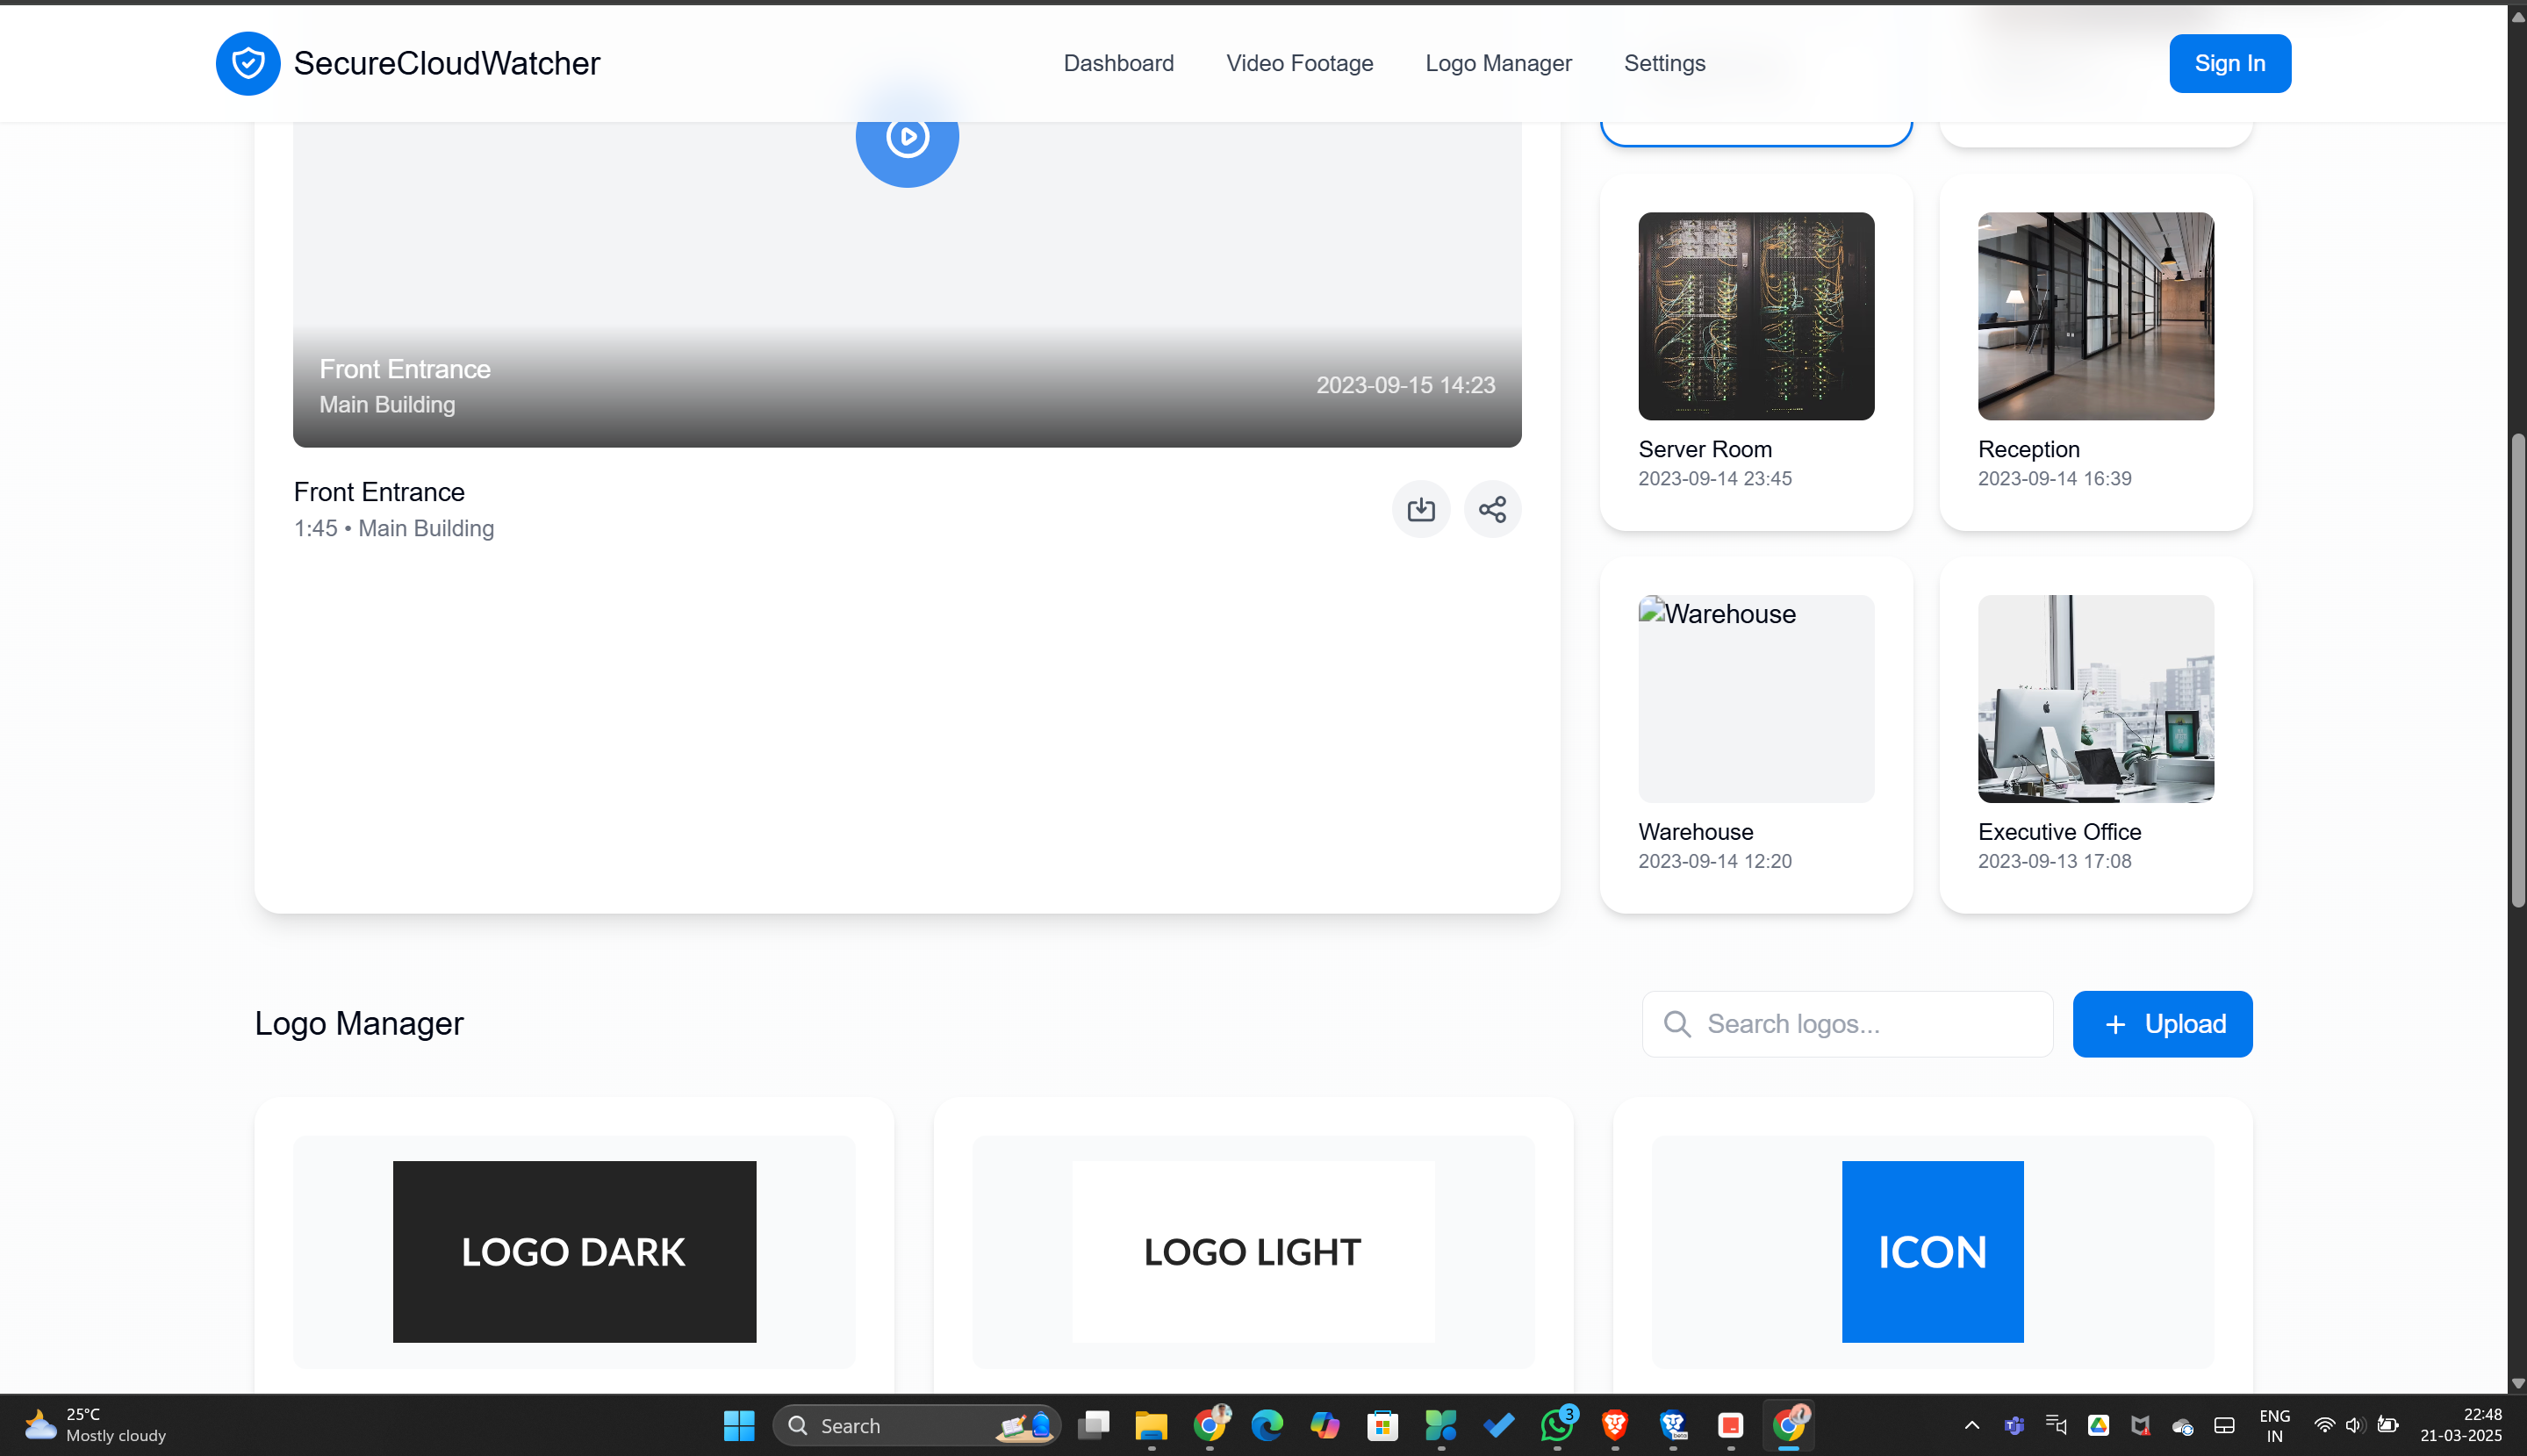 SecureCloudWatcher
Dashboard
Video Footage
Logo Manager
Settings
Sign In
Front Entrance
Main Building
2023-09-15 14:23
Front Entrance
1:45 • Main Building
Server Room
2023-09-14 23:45
Reception
2023-09-14 16:39
Warehouse
Warehouse
2023-09-14 12:20
Executive Office
2023-09-13 17:08
Logo Manager
Search logos...
+ Upload
LOGO DARK
LOGO LIGHT
ICON
25°C
Mostly cloudy
Search
3
ENG
IN
22:48
21-03-2025